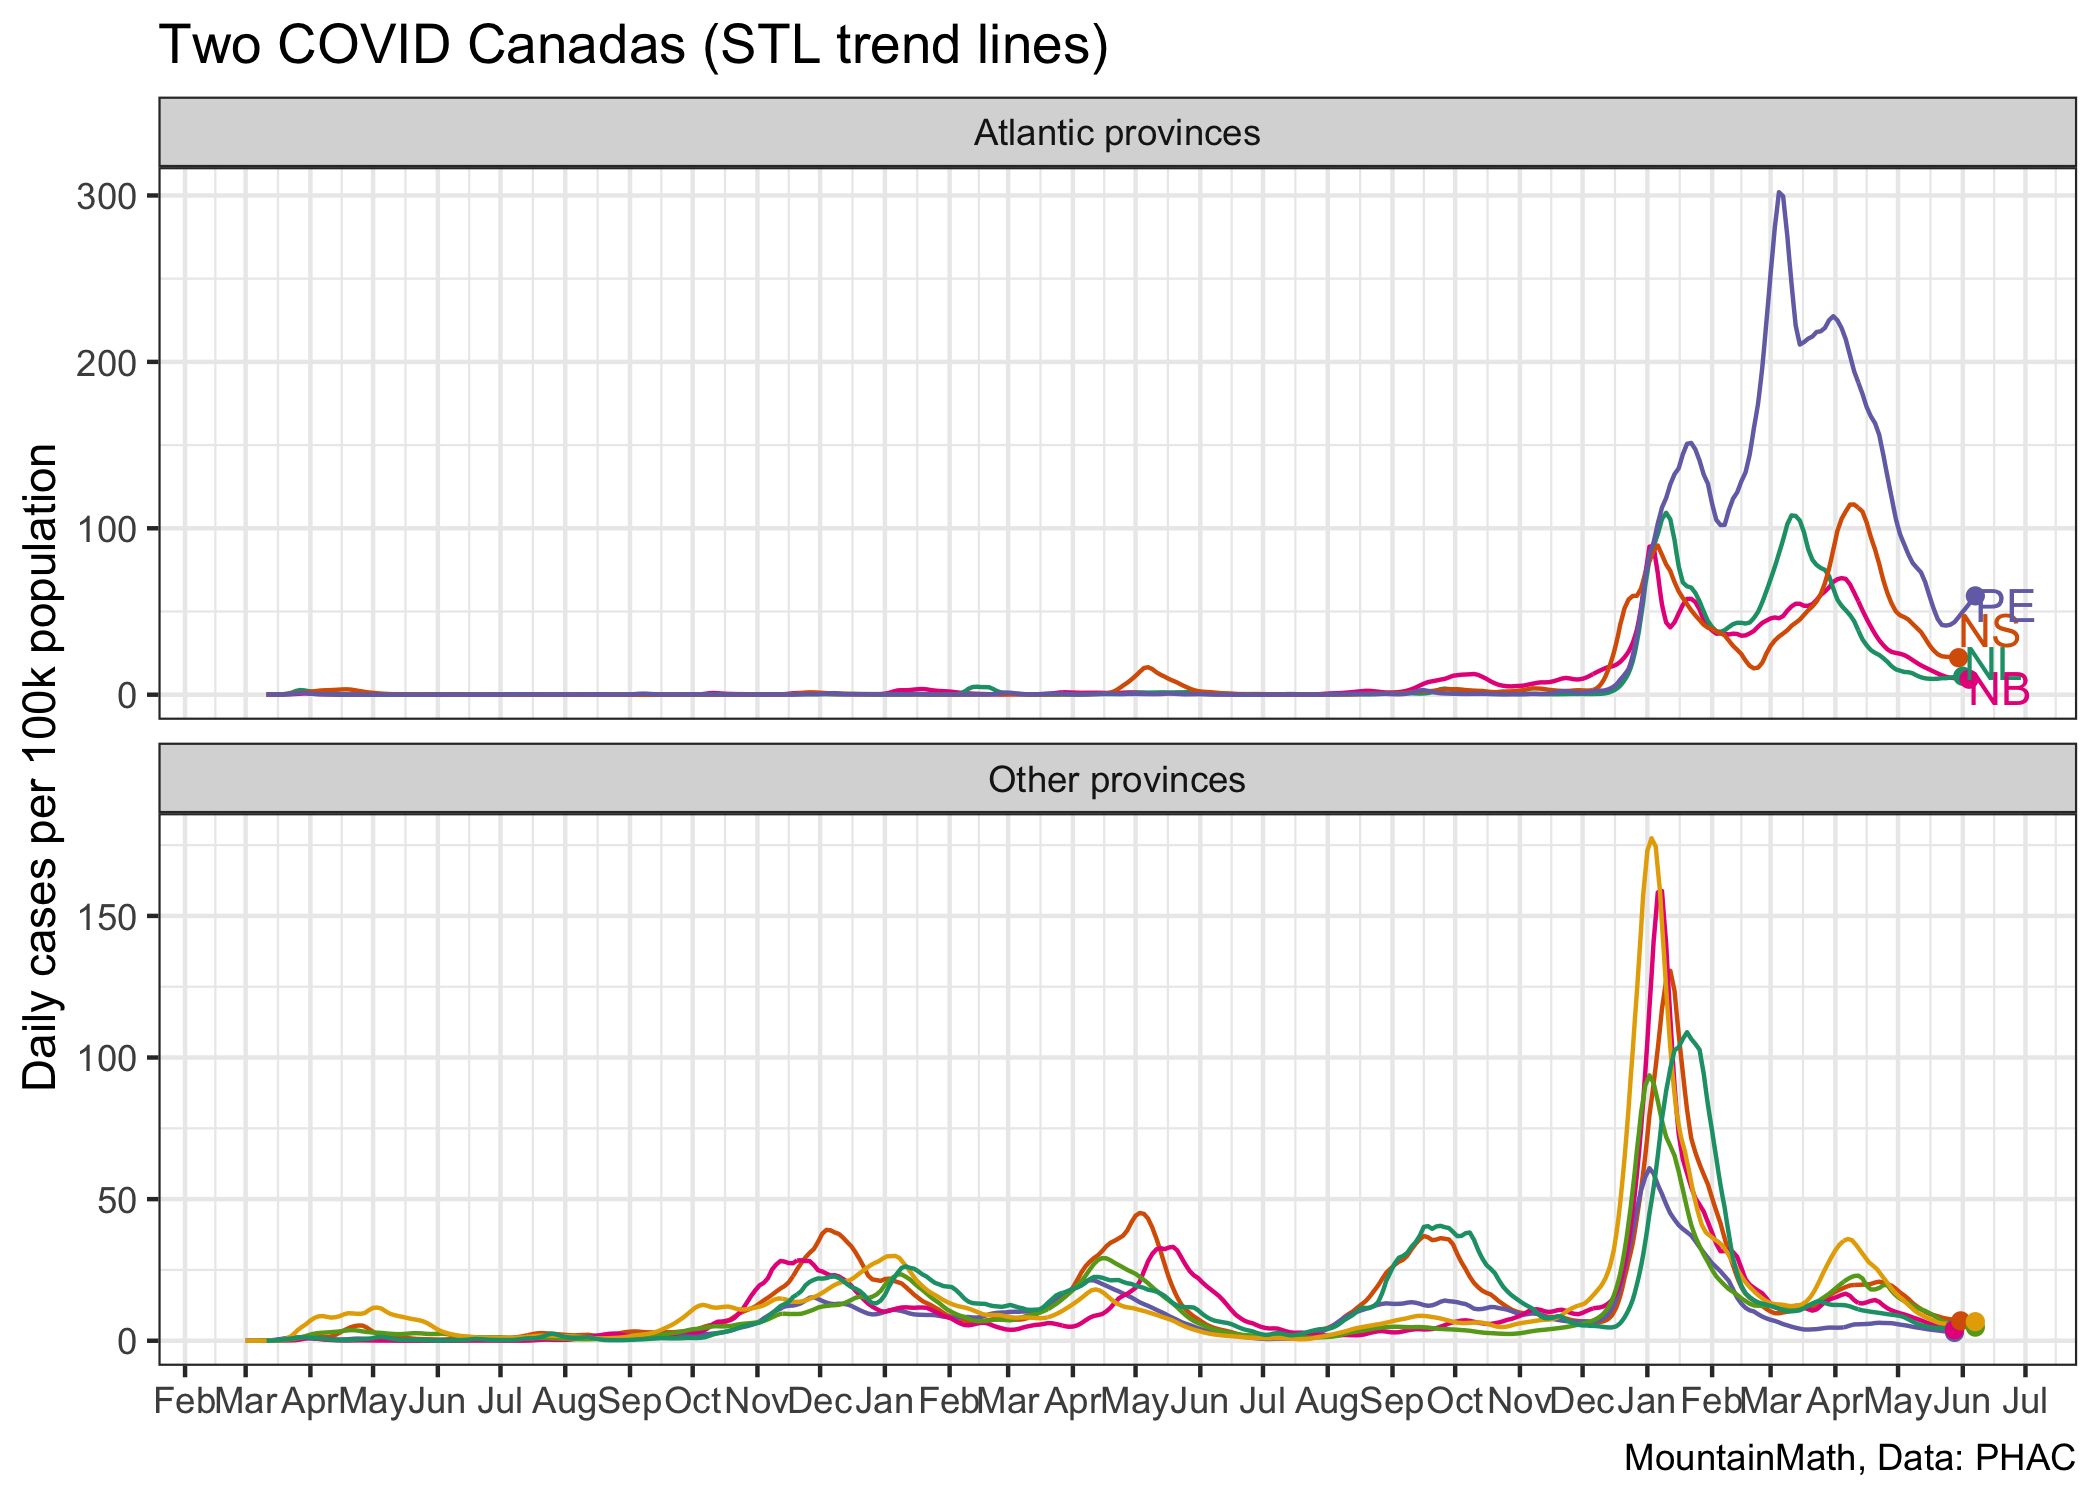 Two COVID Canadas (STL trend lines)
Atlantic provinces
300
200
100
0
PE
NS
NL
NB
Daily cases per 100k population
Other provinces
150
100
50
0
Feb Mar Apr May Jun Jul Aug Sep Oct Nov Dec Jan Feb Mar Apr May Jun Jul Aug Sep Oct Nov Dec Jan Feb Mar Apr May Jun Jul
MountainMath, Data: PHAC